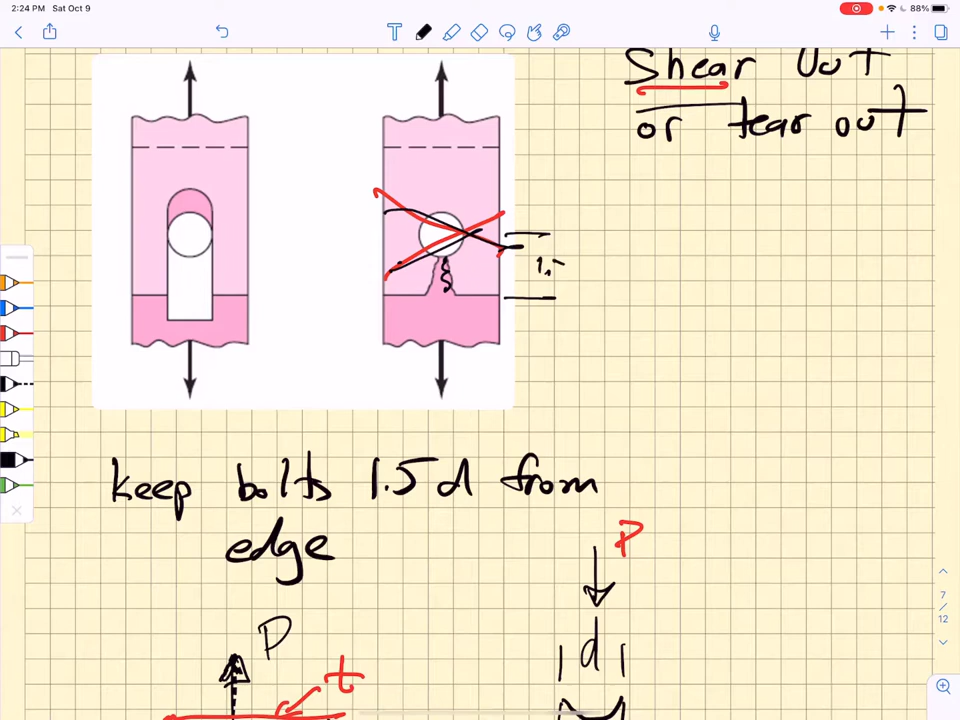 2:24 PM Sat Oct 9
88%
Shear Out
or tear out
1.5
keep bolts 1.5d from
edge
P
P
d
t
7
/
12